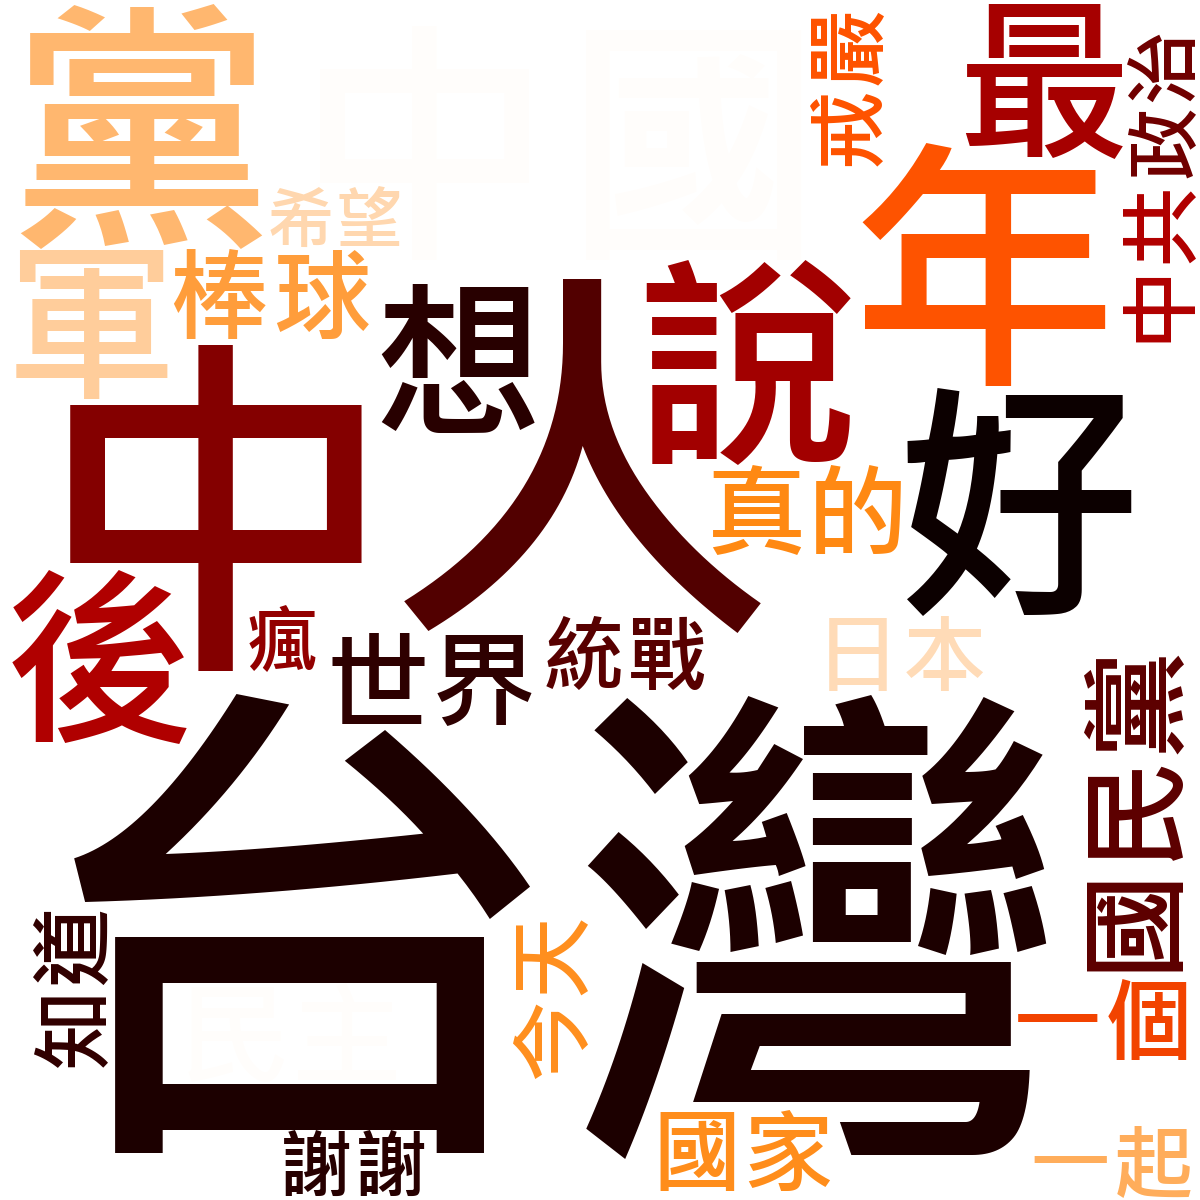 黨
中國
戒嚴
最
中共政治
希望
年
軍
棒球
想
人
說
中
真的
好
後
瘋
世界
統戰
日本
國民黨
台灣
知道
今天
一個
謝謝
國家
一起